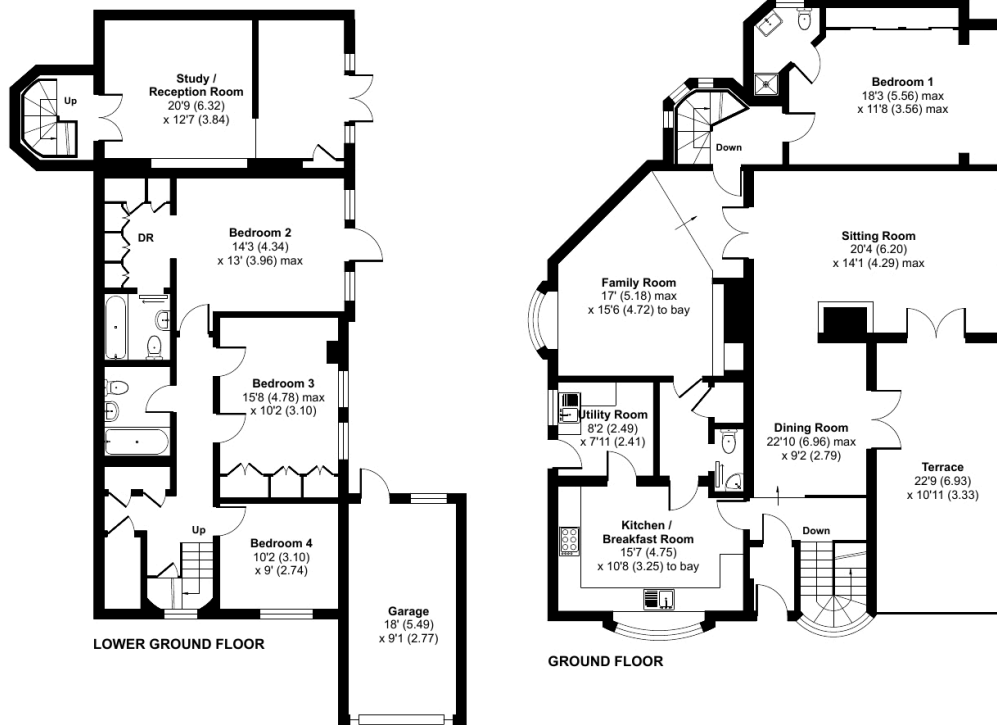 Study /
Reception Room
20'9 (6.32)
x 12'7 (3.84)
Up
DR
Bedroom 2
14'3 (4.34)
x 13' (3.96) max
Bedroom 3
15'8 (4.78) max
x 10'2 (3.10)
Up
Bedroom 4
10'2 (3.10)
x 9' (2.74)
Garage
18' (5.49)
x 9'1 (2.77)
LOWER GROUND FLOOR
Bedroom 1
18'3 (5.56) max
x 11'8 (3.56) max
Down
Sitting Room
20'4 (6.20)
x 14'1 (4.29) max
Family Room
17' (5.18) max
x 15'6 (4.72) to bay
Utility Room
8'2 (2.49)
x 7'11 (2.41)
Dining Room
22'10 (6.96) max
x 9'2 (2.79)
Terrace
22'9 (6.93)
x 10'11 (3.33)
Kitchen /
Breakfast Room
15'7 (4.75)
x 10'8 (3.25) to bay
Down
GROUND FLOOR